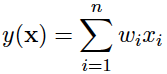 y(𝐱) = ∑_{i=1}^{n} w_i x_i